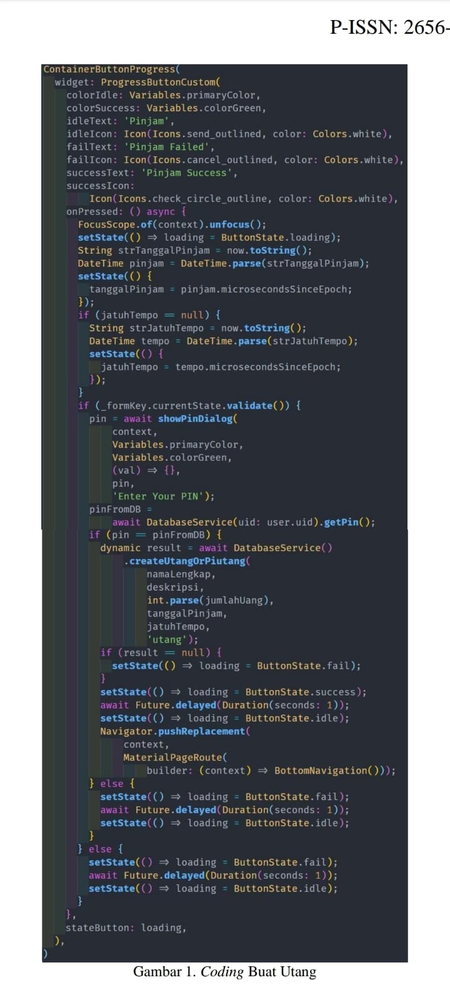 P-ISSN: 2656-
ContainerButtonProgress(
widget: ProgressButtonCustom(
colorIdle: Variables.primaryColor,
colorSuccess: Variables.colorGreen,
idleText: 'Pinjam',
idleIcon: Icon(Icons.send_outlined, color: Colors.white),
failText: 'Pinjam Failed',
failIcon: Icon(Icons.cancel_outlined, color: Colors.white),
successText: 'Pinjam Success',
successIcon:
Icon(Icons.check_circle_outline, color: Colors.white),
onPressed: () async {
FocusScope.of(context).unfocus();
setState(() => loading = ButtonState.loading);
String strTanggalPinjam = now.toString();
DateTime pinjam = DateTime.parse(strTanggalPinjam);
setState(() {
tanggalPinjam = pinjam.microsecondsSinceEpoch;
});
if (jatuhTempo == null) {
String strJatuhTempo = now.toString();
DateTime tempo = DateTime.parse(strJatuhTempo);
setState(() {
jatuhTempo = tempo.microsecondsSinceEpoch;
});
}
if (_formKey.currentState.validate()) {
pin = await showPinDialog(
context,
Variables.primaryColor,
Variables.colorGreen,
(val) => {},
pin,
'Enter Your PIN');
pinFromDB =
await DatabaseService(uid: user.uid).getPin();
if (pin == pinFromDB) {
dynamic result = await DatabaseService()
.createUtangOrPiutang(
namaLengkap,
deskripsi,
int.parse(jumlahUang),
tanggalPinjam,
jatuhTempo,
'utang');
if (result == null) {
setState(() => loading = ButtonState.fail);
}
setState(() => loading = ButtonState.success);
await Future.delayed(Duration(seconds: 1));
setState(() => loading = ButtonState.idle);
Navigator.pushReplacement(
context,
MaterialPageRoute(
builder: (context) => BottomNavigation()));
} else {
setState(() => loading = ButtonState.fail);
await Future.delayed(Duration(seconds: 1));
setState(() => loading = ButtonState.idle);
}
} else {
setState(() => loading = ButtonState.fail);
await Future.delayed(Duration(seconds: 1));
setState(() => loading = ButtonState.idle);
}
},
stateButton: loading,
),
)
Gambar 1. Coding Buat Utang